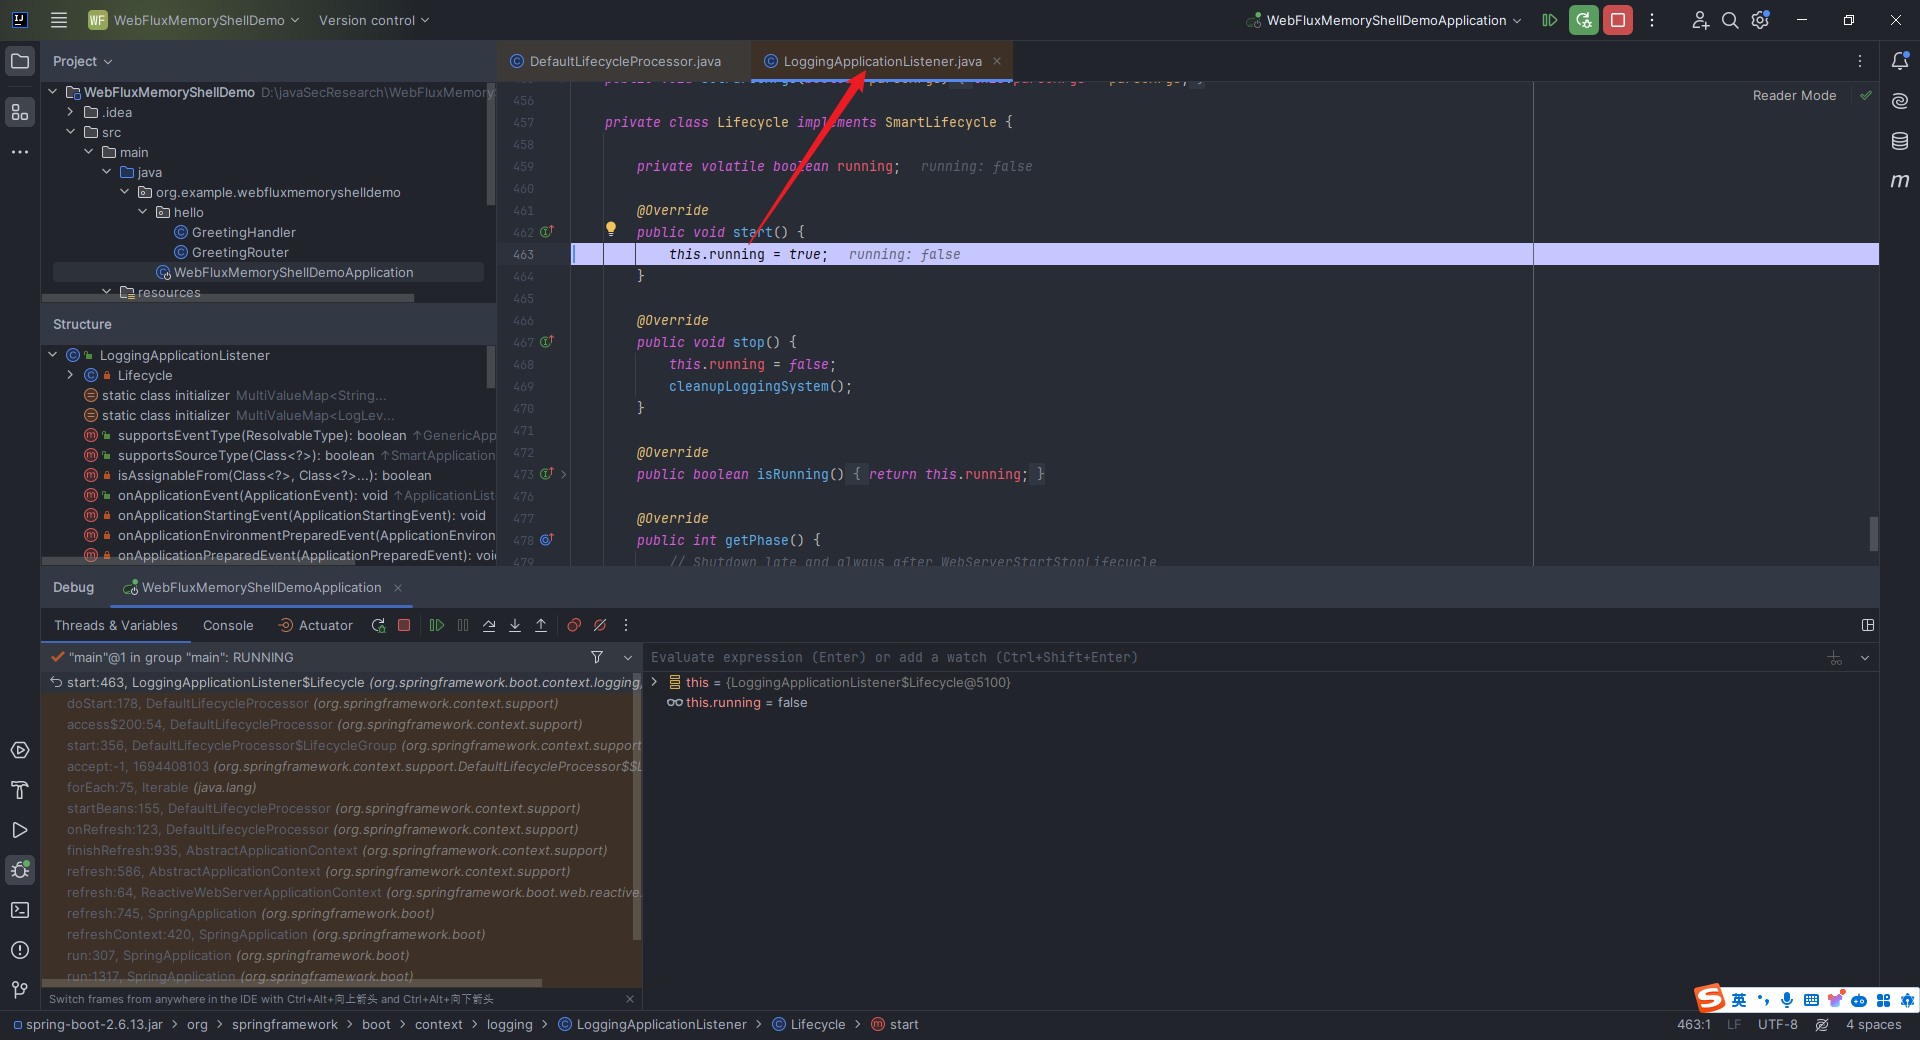 WF WebFluxMemoryShellDemo Version control WebFluxMemoryShellDemoApplication
Project
DefaultLifecycleProcessor.java LoggingApplicationListener.java
Reader Mode
WebFluxMemoryShellDemo D:\javaSecResearch\WebFluxMemory
.idea
src
main
java
org.example.webfluxmemoryshelldemo
hello
GreetingHandler
GreetingRouter
WebFluxMemoryShellDemoApplication
resources
456
457 private class Lifecycle implements SmartLifecycle {
458
459 private volatile boolean running; running: false
460
461 @Override
462 public void start() {
463 this.running = true; running: false
464 }
465
466 @Override
467 public void stop() {
468 this.running = false;
469 cleanupLoggingSystem();
470 }
471
472 @Override
473 public boolean isRunning() { return this.running; }
476
477 @Override
478 public int getPhase() {
479 // Shutdown late and always after WebServerStartStopLifecycle
Structure
LoggingApplicationListener
Lifecycle
static class initializer MultiValueMap<String...
static class initializer MultiValueMap<LogLev...
supportsEventType(ResolvableType): boolean ↑GenericApp
supportsSourceType(Class<?>): boolean ↑SmartApplication
isAssignableFrom(Class<?>, Class<?>...): boolean
onApplicationEvent(ApplicationEvent): void ↑ApplicationList
onApplicationStartingEvent(ApplicationStartingEvent): void
onApplicationEnvironmentPreparedEvent(ApplicationEnviron
onApplicationPreparedEvent(ApplicationPreparedEvent): void
Debug WebFluxMemoryShellDemoApplication
Threads & Variables Console Actuator
"main"@1 in group "main": RUNNING
start:463, LoggingApplicationListener$Lifecycle (org.springframework.boot.context.logging
doStart:178, DefaultLifecycleProcessor (org.springframework.context.support)
access$200:54, DefaultLifecycleProcessor (org.springframework.context.support)
start:356, DefaultLifecycleProcessor$LifecycleGroup (org.springframework.context.support
accept:-1, 1694408103 (org.springframework.context.support.DefaultLifecycleProcessor$$L
forEach:75, Iterable (java.lang)
startBeans:155, DefaultLifecycleProcessor (org.springframework.context.support)
onRefresh:123, DefaultLifecycleProcessor (org.springframework.context.support)
finishRefresh:935, AbstractApplicationContext (org.springframework.context.support)
refresh:586, AbstractApplicationContext (org.springframework.context.support)
refresh:64, ReactiveWebServerApplicationContext (org.springframework.boot.web.reactive.
refresh:745, SpringApplication (org.springframework.boot)
refreshContext:420, SpringApplication (org.springframework.boot)
run:307, SpringApplication (org.springframework.boot)
run:1317, SpringApplication (org.springframework.boot)
Switch frames from anywhere in the IDE with Ctrl+Alt+向上箭头 and Ctrl+Alt+向下箭头
Evaluate expression (Enter) or add a watch (Ctrl+Shift+Enter)
this = {LoggingApplicationListener$Lifecycle@5100}
this.running = false
英
spring-boot-2.6.13.jar org springframework boot context logging LoggingApplicationListener Lifecycle start
463:1 LF UTF-8 4 spaces